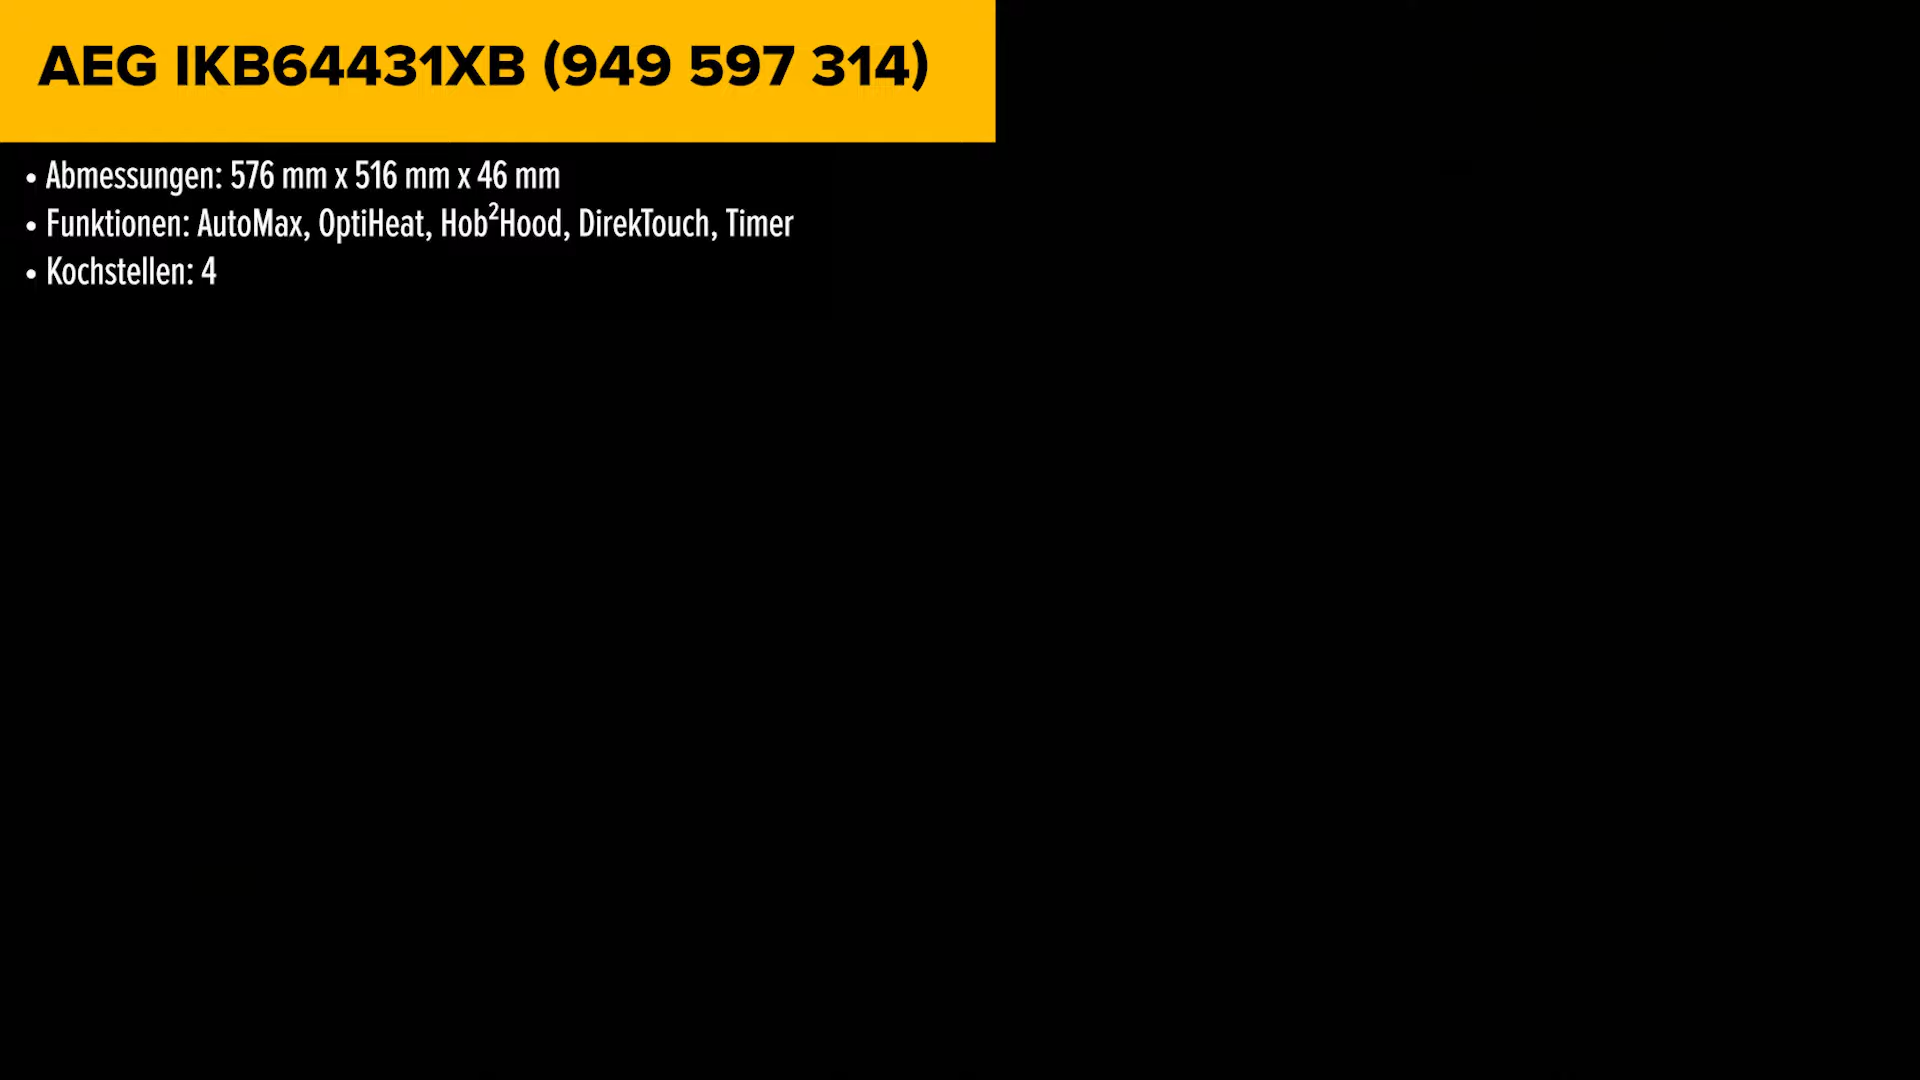 AEG IKB64431XB (949 597 314)
• Abmessungen: 576 mm x 516 mm x 46 mm
• Funktionen: AutoMax, OptiHeat, Hob²Hood, DirekTouch, Timer
• Kochstellen: 4